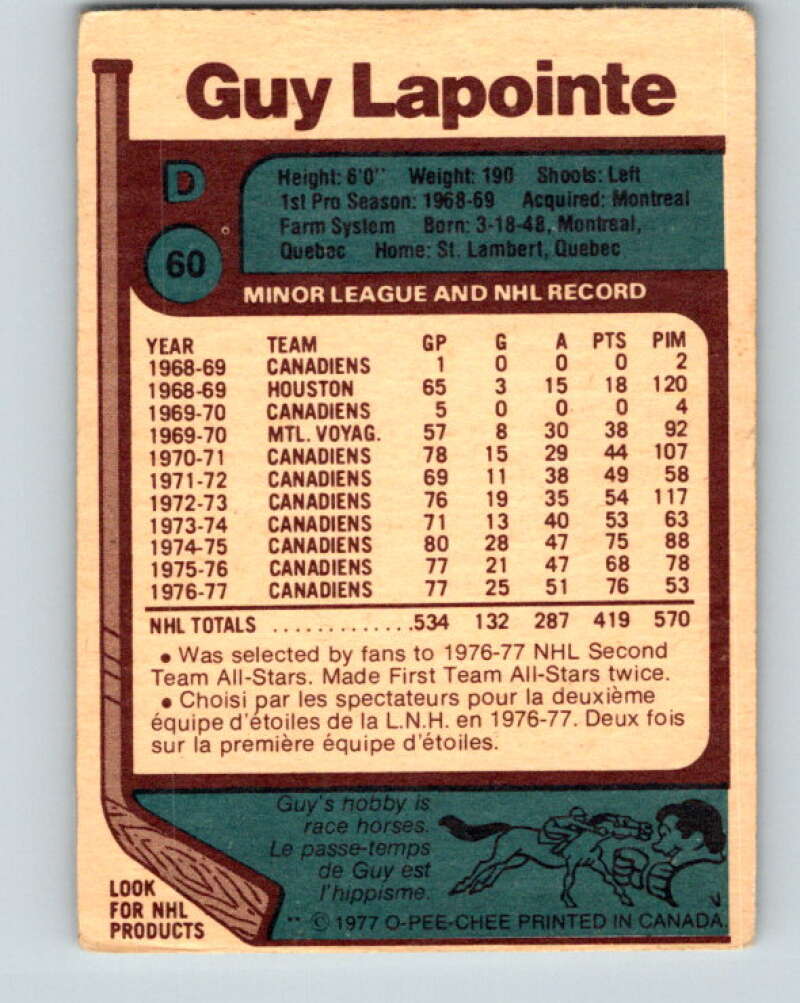 Guy Lapointe
D
60
Height: 6'0" Weight: 190 Shoots: Left
1st Pro Season: 1968-69 Acquired: Montreal
Farm System Born: 3-18-48, Montreal,
Quebec Home: St. Lambert, Quebec
MINOR LEAGUE AND NHL RECORD
YEAR TEAM GP G A PTS PIM
1968-69 CANADIENS 1 0 0 0 2
1968-69 HOUSTON 65 3 15 18 120
1969-70 CANADIENS 5 0 0 0 4
1969-70 MTL. VOYAG. 57 8 30 38 92
1970-71 CANADIENS 78 15 29 44 107
1971-72 CANADIENS 69 11 38 49 58
1972-73 CANADIENS 76 19 35 54 117
1973-74 CANADIENS 71 13 40 53 63
1974-75 CANADIENS 80 28 47 75 88
1975-76 CANADIENS 77 21 47 68 78
1976-77 CANADIENS 77 25 51 76 53
NHL TOTALS ..............534 132 287 419 570
• Was selected by fans to 1976-77 NHL Second
Team All-Stars. Made First Team All-Stars twice.
• Choisi par les spectateurs pour la deuxième
équipe d'étoiles de la L.N.H. en 1976-77. Deux fois
sur la première équipe d'étoiles.
Guy's hobby is
race horses.
Le passe-temps
de Guy est
l'hippisme.
LOOK
FOR NHL
PRODUCTS
** © 1977 O-PEE-CHEE PRINTED IN CANADA.